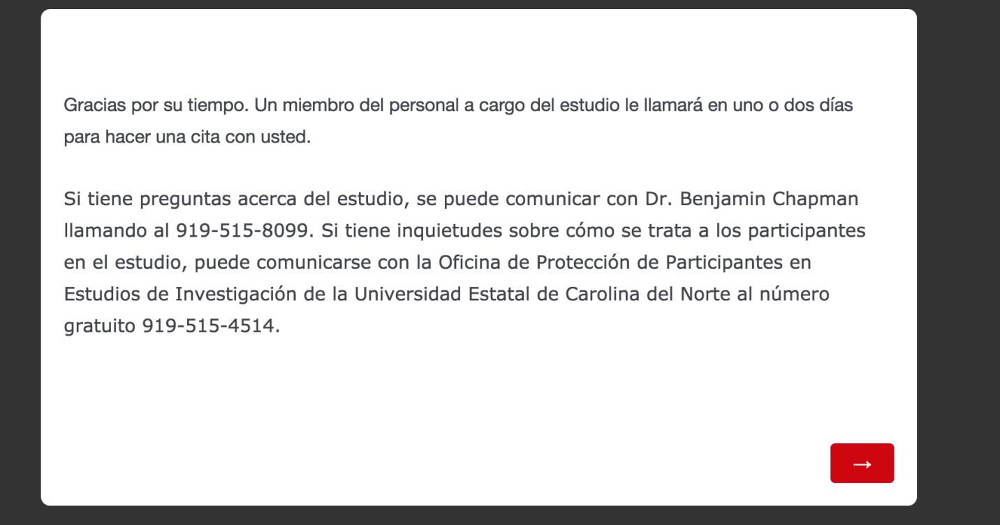 Gracias por su tiempo. Un miembro del personal a cargo del estudio le llamará en uno o dos días
para hacer una cita con usted.
Si tiene preguntas acerca del estudio, se puede comunicar con Dr. Benjamin Chapman
llamando al 919-515-8099. Si tiene inquietudes sobre cómo se trata a los participantes
en el estudio, puede comunicarse con la Oficina de Protección de Participantes en
Estudios de Investigación de la Universidad Estatal de Carolina del Norte al número
gratuito 919-515-4514.
→